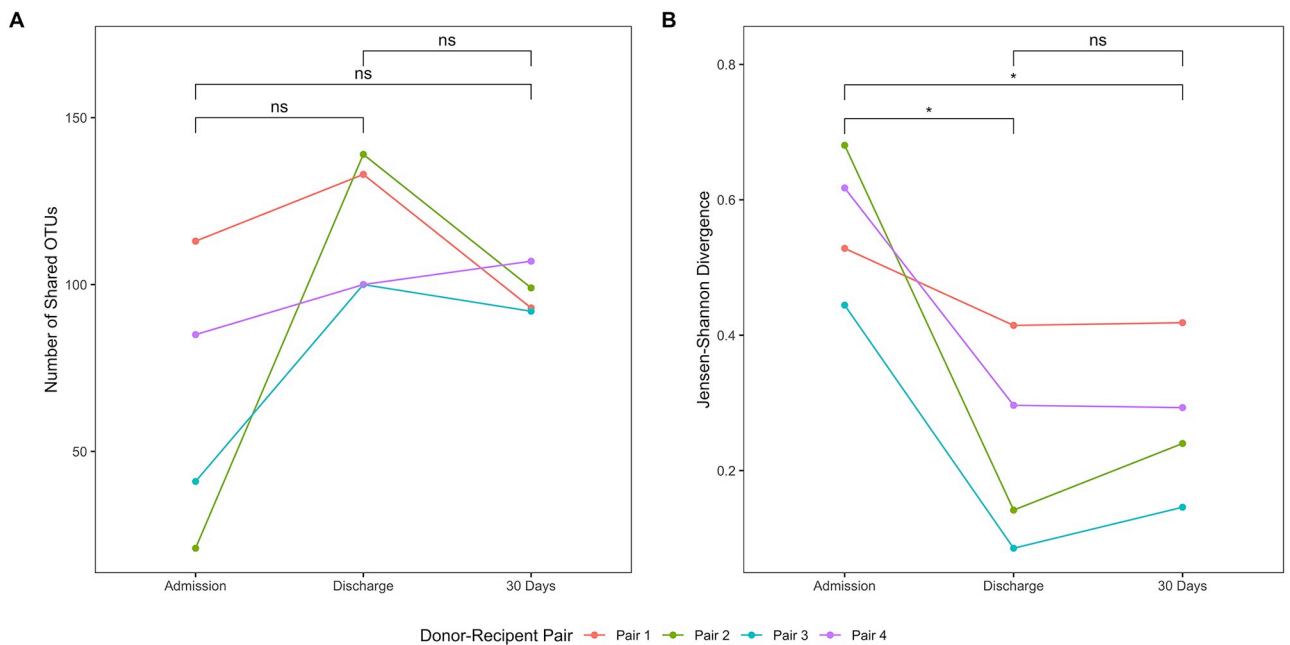 A
B
ns
ns
ns
150
100
50
Number of Shared OTUs
Admission
Discharge
30 Days
ns
*
*
0.8
0.6
0.4
0.2
Jensen-Shannon Divergence
Admission
Discharge
30 Days
Donor-Recipent Pair Pair 1 Pair 2 Pair 3 Pair 4